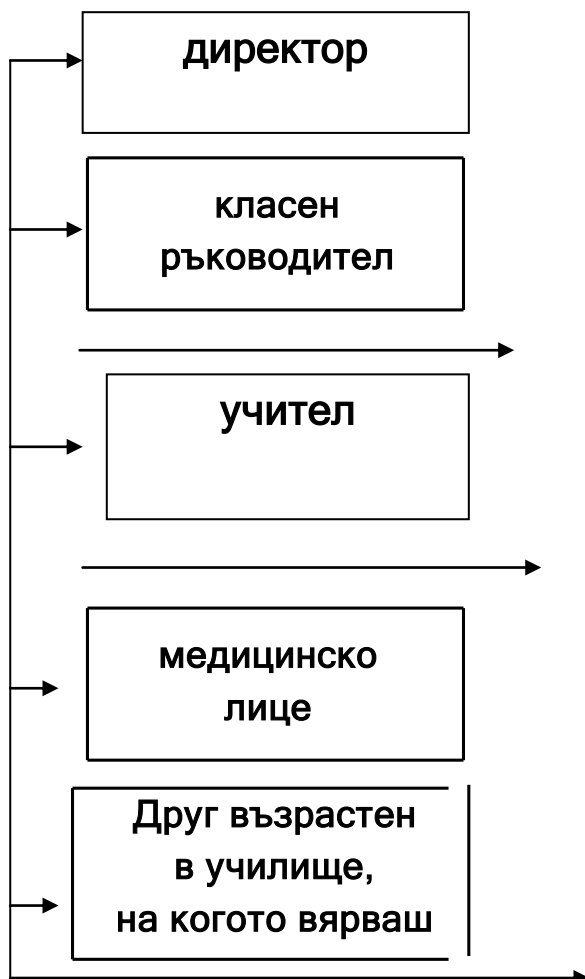 директор
класен
ръководител
учител
медицинско
лице
Друг възрастен
в училище,
на когото вярваш